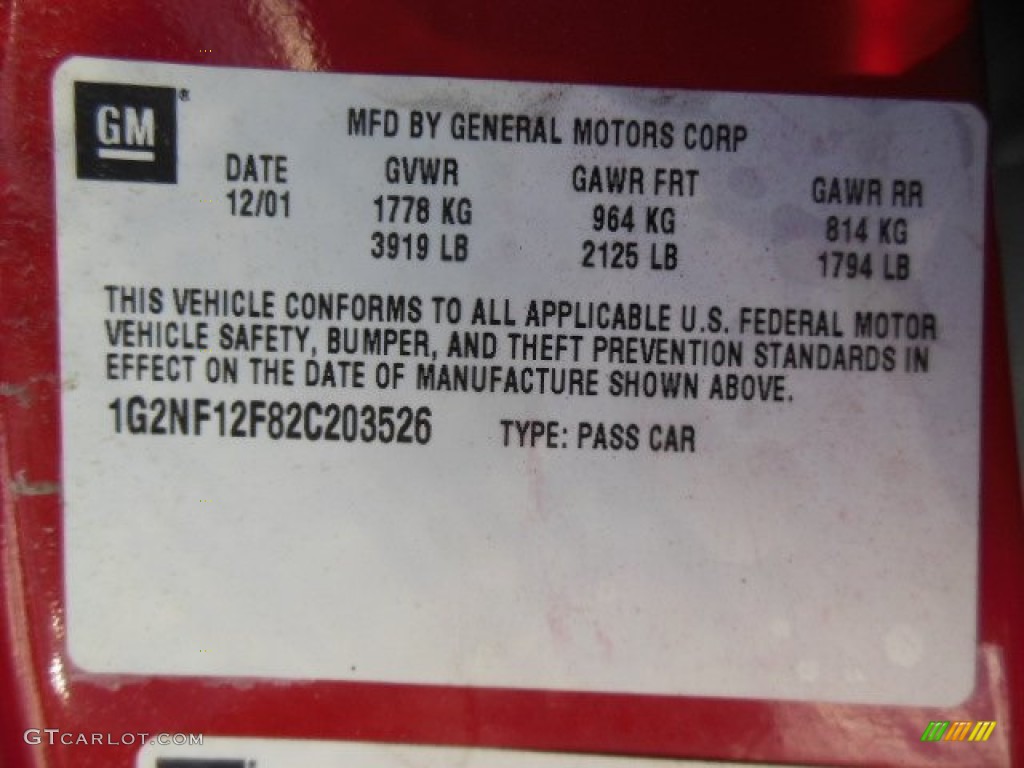 GM®
MFD BY GENERAL MOTORS CORP
DATE GVWR GAWR FRT GAWR RR
12/01 1778 KG 964 KG 814 KG
3919 LB 2125 LB 1794 LB
THIS VEHICLE CONFORMS TO ALL APPLICABLE U.S. FEDERAL MOTOR
VEHICLE SAFETY, BUMPER, AND THEFT PREVENTION STANDARDS IN
EFFECT ON THE DATE OF MANUFACTURE SHOWN ABOVE.
1G2NF12F82C203526 TYPE: PASS CAR
GTCARLOT.COM